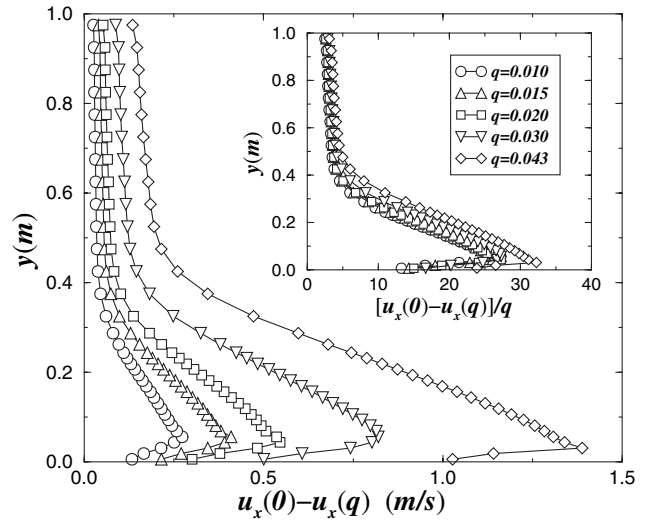 1.0
0.8
0.6
0.4
0.2
0.0
y(m)
0.0 0.5 1.0 1.5
u_x(0)−u_x(q) (m/s)
1.0
0.8
0.6
0.4
0.2
0.0
y(m)
0 10 20 30 40
[u_x(0)−u_x(q)]/q
q=0.010
q=0.015
q=0.020
q=0.030
q=0.043